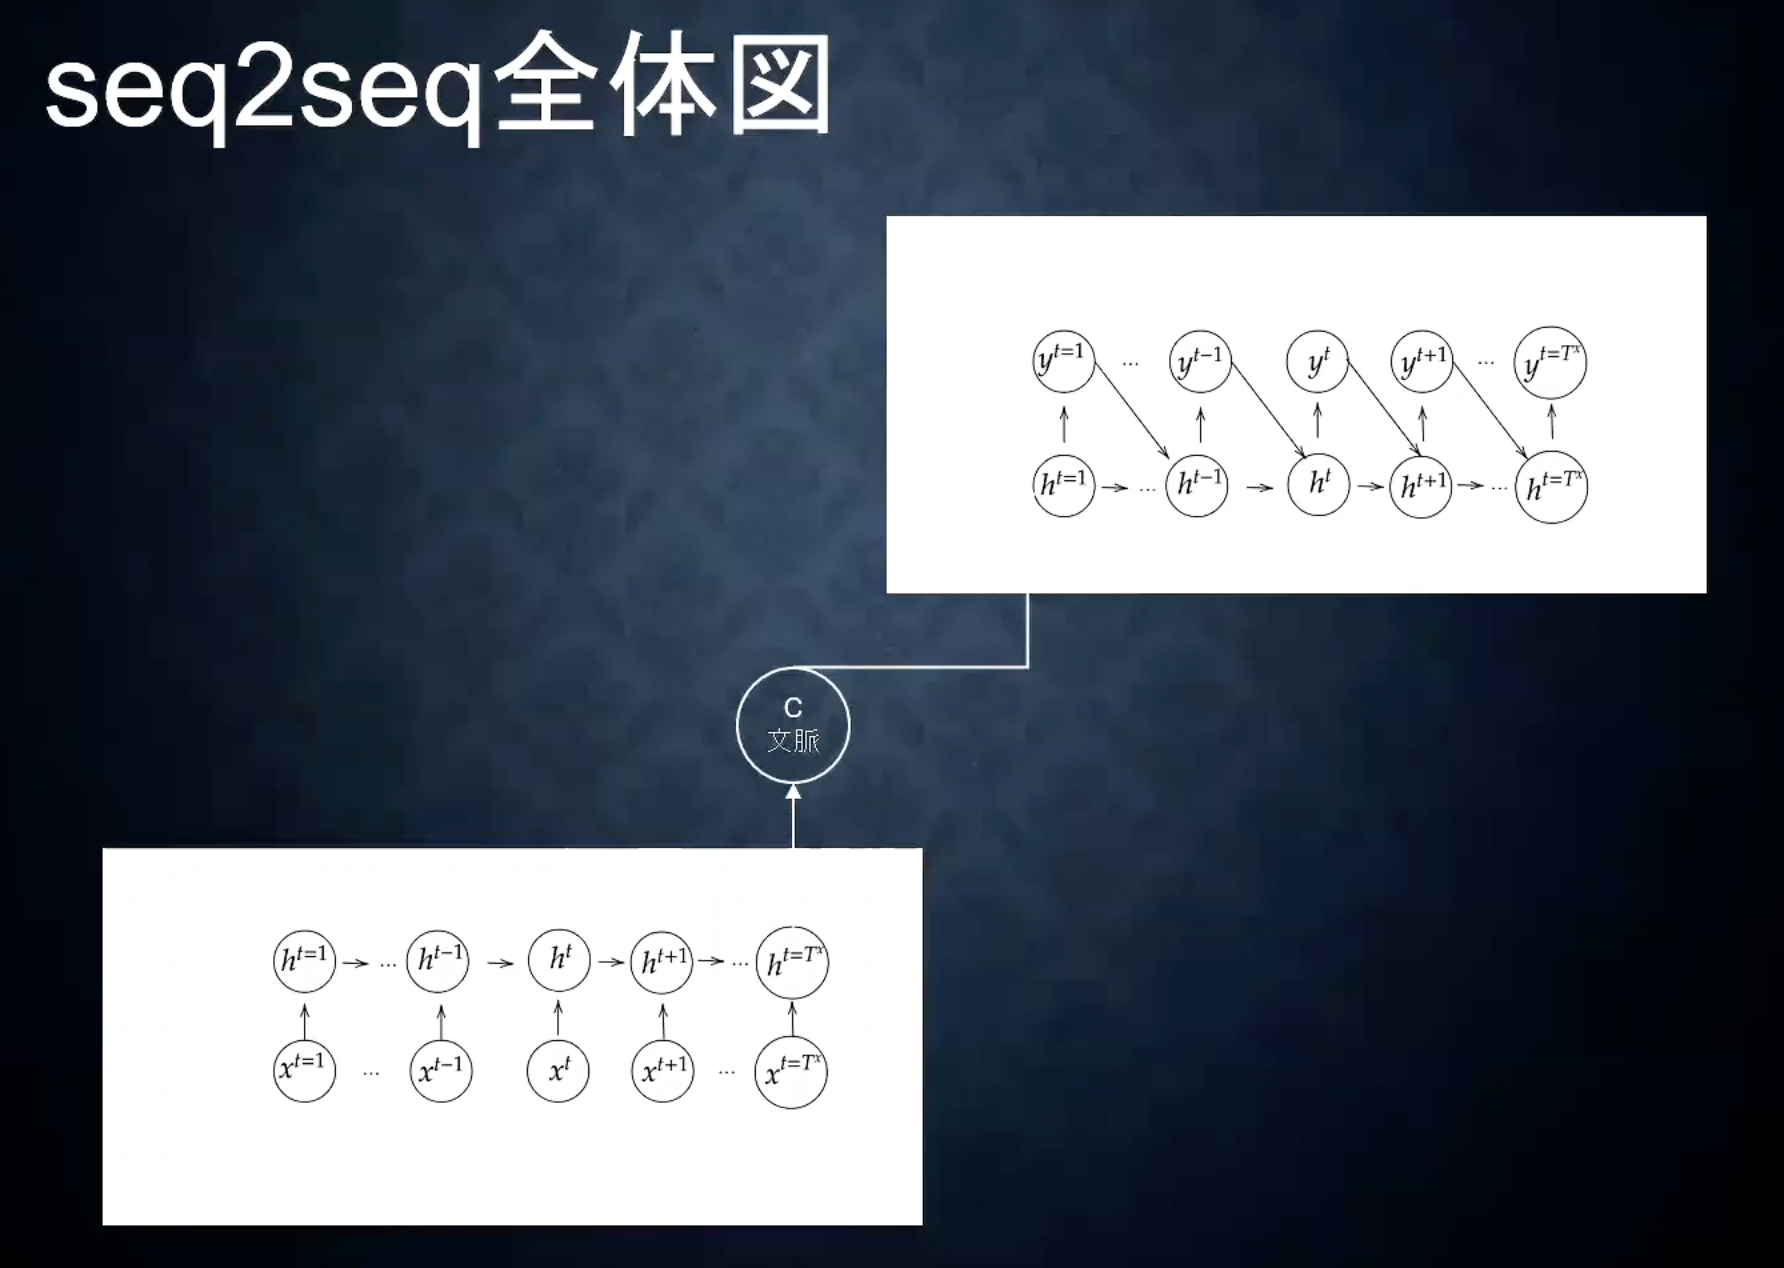 seq2seq全体図
y^{t=1} ... y^{t-1} y^{t} y^{t+1} ... y^{t=T^x}
h^{t=1} → ... h^{t-1} → h^{t} → h^{t+1} → ... h^{t=T^x}
C
文脈
h^{t=1} → ... h^{t-1} → h^{t} → h^{t+1} → ... h^{t=T^x}
x^{t=1} ... x^{t-1} x^{t} x^{t+1} ... x^{t=T^x}